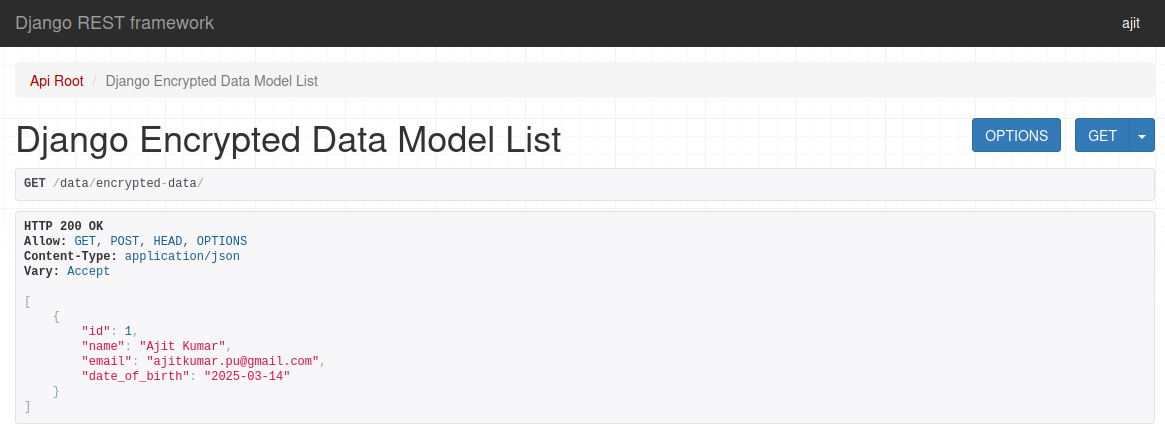 Django REST framework ajit
Api Root / Django Encrypted Data Model List
Django Encrypted Data Model List OPTIONS GET
GET /data/encrypted-data/
HTTP 200 OK
Allow: GET, POST, HEAD, OPTIONS
Content-Type: application/json
Vary: Accept
[
    {
        "id": 1,
        "name": "Ajit Kumar",
        "email": "ajitkumar.pu@gmail.com",
        "date_of_birth": "2025-03-14"
    }
]